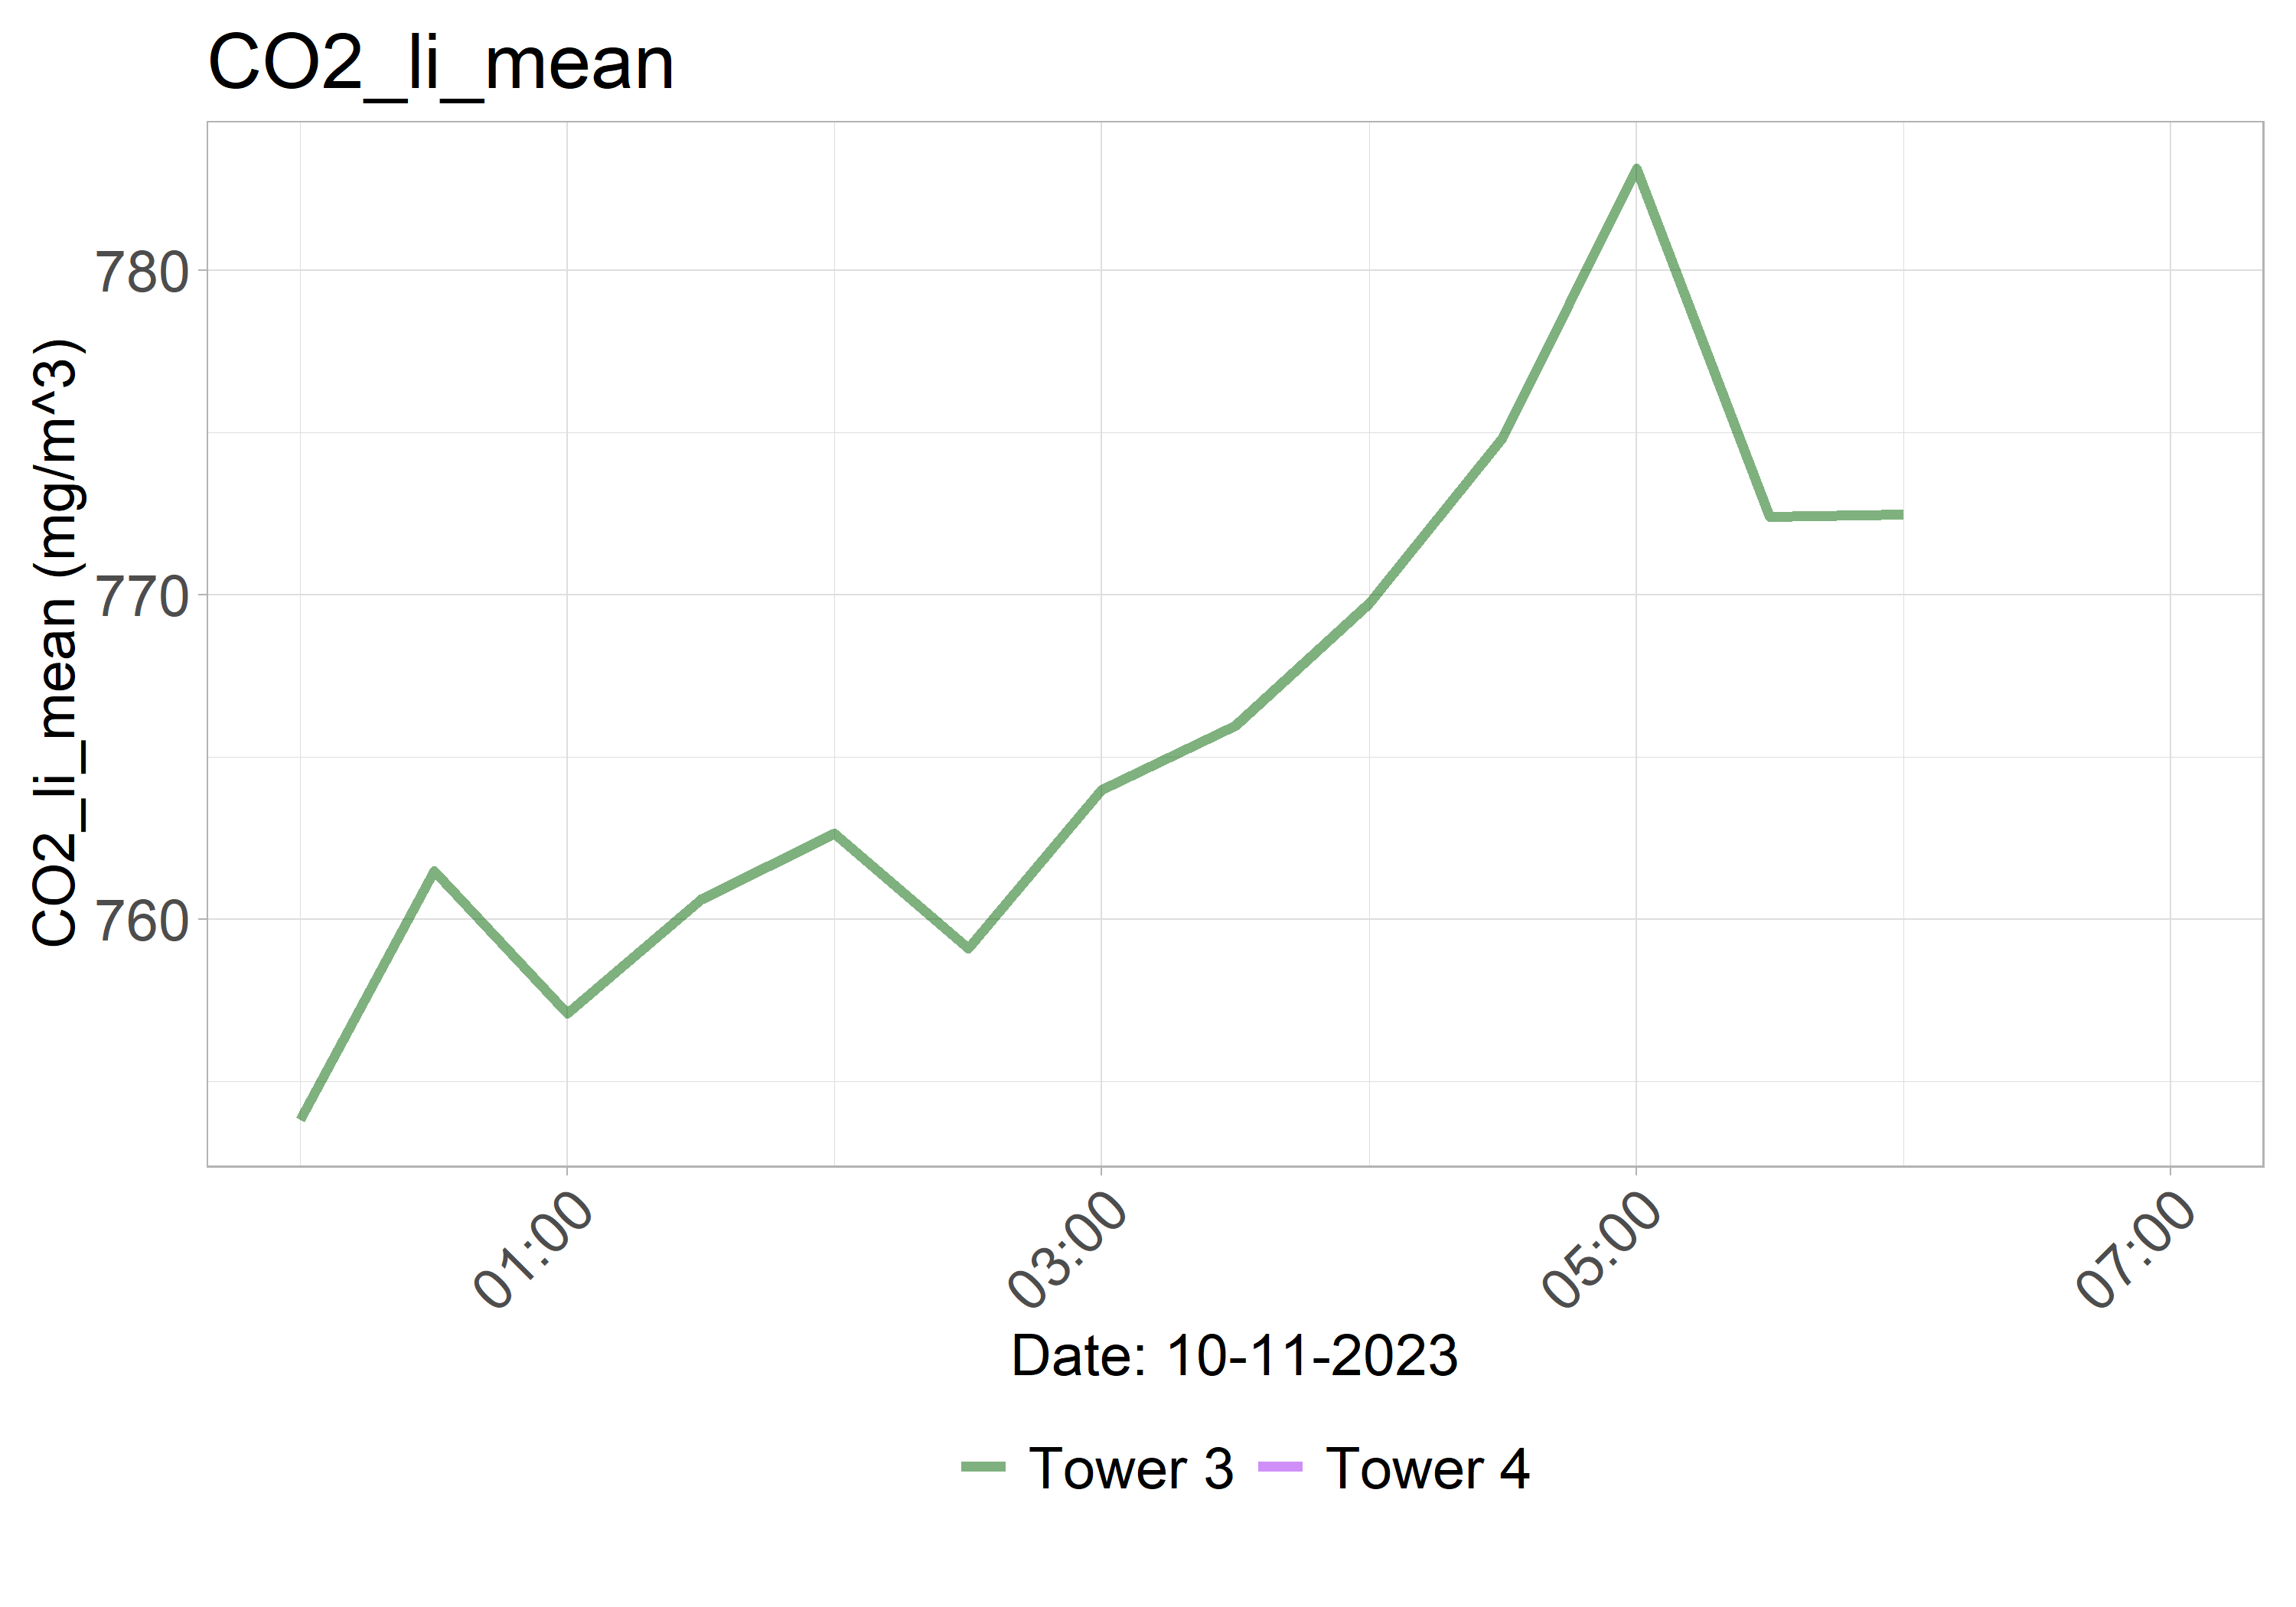 CO2_li_mean
CO2_li_mean (mg/m^3)
780
770
760
01:00
03:00
05:00
07:00
Date: 10-11-2023
Tower 3
Tower 4